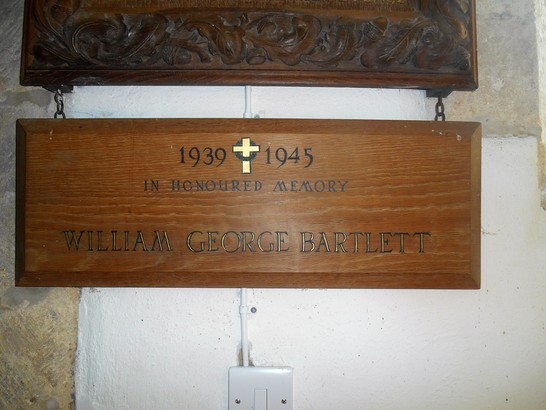 1939 1945
IN HONOURED MEMORY
WILLIAM GEORGE BARTLETT